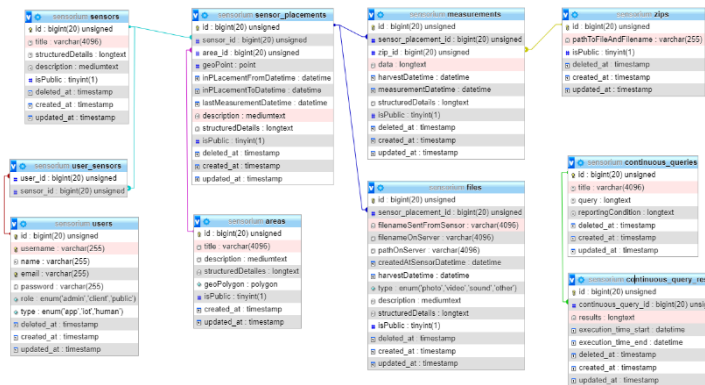 sensorium sensors
id : bigint(20) unsigned
title : varchar(4096)
structuredDetails : longtext
description : mediumtext
isPublic : tinyint(1)
deleted_at : timestamp
created_at : timestamp
updated_at : timestamp
sensorium user_sensors
user_id : bigint(20) unsigned
sensor_id : bigint(20) unsigned
sensorium users
id : bigint(20) unsigned
username : varchar(255)
name : varchar(255)
email : varchar(255)
password : varchar(255)
role : enum('admin','client','public')
type : enum('app','iot','human')
deleted_at : timestamp
created_at : timestamp
updated_at : timestamp
sensorium sensor_placements
id : bigint(20) unsigned
sensor_id : bigint(20) unsigned
area_id : bigint(20) unsigned
geoPoint : point
inPLacementFromDatetime : datetime
inPLacementToDatetime : datetime
lastMeasurementDatetime : datetime
description : mediumtext
structuredDetails : longtext
isPublic : tinyint(1)
deleted_at : timestamp
created_at : timestamp
updated_at : timestamp
sensorium areas
id : bigint(20) unsigned
title : varchar(4096)
description : mediumtext
structuredDetailes : longtext
geoPolygon : polygon
isPublic : tinyint(1)
created_at : timestamp
updated_at : timestamp
sensorium measurements
id : bigint(20) unsigned
sensor_placement_id : bigint(20) unsigned
zip_id : bigint(20) unsigned
data : longtext
harvestDatetime : datetime
measurementDatetime : datetime
structuredDetails : longtext
isPublic : tinyint(1)
deleted_at : timestamp
created_at : timestamp
updated_at : timestamp
sensorium files
id : bigint(20) unsigned
sensor_placement_id : bigint(20) unsigned
filenameSentFromSensor : varchar(4096)
filenameOnServer : varchar(4096)
pathOnServer : varchar(4096)
createdAtSensorDatetime : datetime
harvestDatetime : datetime
type : enum('photo','video','sound','other')
description : mediumtext
structuredDetails : longtext
isPublic : tinyint(1)
deleted_at : timestamp
created_at : timestamp
updated_at : timestamp
sensorium zips
id : bigint(20) unsigned
pathToFileAndFilename : varchar(255)
isPublic : tinyint(1)
deleted_at : timestamp
created_at : timestamp
updated_at : timestamp
sensorium continuous_queries
id : bigint(20) unsigned
title : varchar(4096)
query : longtext
reportingCondition : longtext
deleted_at : timestamp
created_at : timestamp
updated_at : timestamp
sensorium continuous_query_res
id : bigint(20) unsigned
continuous_query_id : bigint(20) unsig
results : longtext
execution_time_start : datetime
execution_time_end : datetime
deleted_at : timestamp
created_at : timestamp
updated_at : timestamp